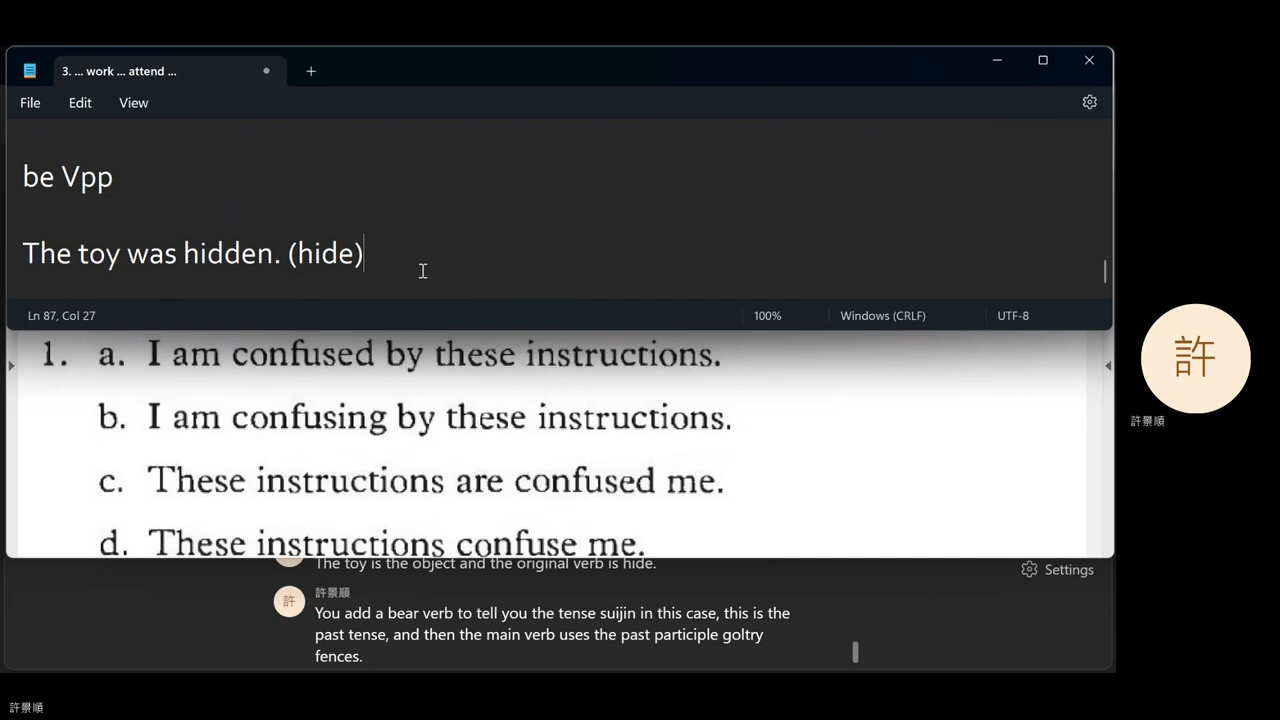 3. ... work ... attend ...
File Edit View
be Vpp
The toy was hidden. (hide)
Ln 87, Col 27 100% Windows (CRLF) UTF-8
1. a. I am confused by these instructions.
b. I am confusing by these instructions.
c. These instructions are confused me.
d. These instructions confuse me.
許
許景順
The toy is the object and the original verb is hide.
Settings
許
許景順
You add a bear verb to tell you the tense suijin in this case, this is the
past tense, and then the main verb uses the past participle goltry
fences.
許景順